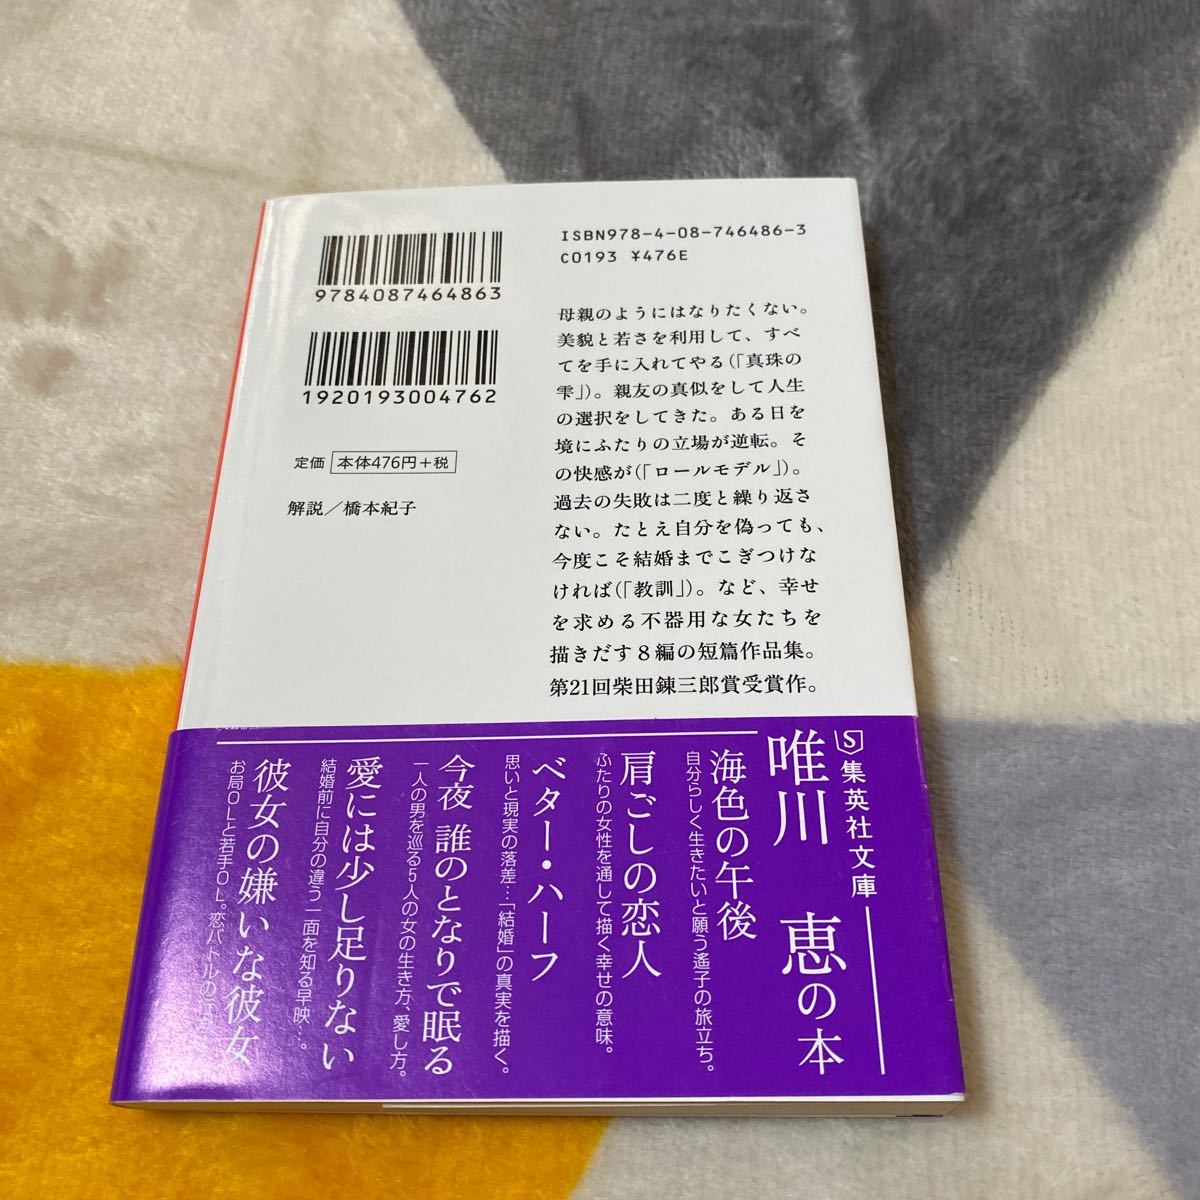 ISBN978-4-08-746486-3
C0193 ¥476E
9784087464863
1920193004762
定価 本体476円+税
解説/橋本紀子
母親のようにはなりたくない。
美貌と若さを利用して、すべ
てを手に入れてやる(「真珠の
雫」)。親友の真似をして人生
の選択をしてきた。ある日を
境にふたりの立場が逆転。そ
の快感が(「ロールモデル」)。
過去の失敗は二度と繰り返さ
ない。たとえ自分を偽っても、
今度こそ結婚までこぎつけな
ければ(「教訓」)。など、幸せ
を求める不器用な女たちを
描きだす8編の短篇作品集。
第21回柴田錬三郎賞受賞作。
S 集英社文庫
唯川 恵の本
海色の午後
自分らしく生きたいと願う遙子の旅立ち。
肩ごしの恋人
ふたりの女性を通して描く幸せの意味。
ベター・ハーフ
思いと現実の落差…「結婚」の真実を描く。
今夜 誰のとなりで眠る
一人の男を巡る5人の女の生き方、愛し方。
愛には少し足りない
結婚前に自分の違う一面を知る早映…。
彼女の嫌いな彼女
お局OLと若手OL。恋バトルの